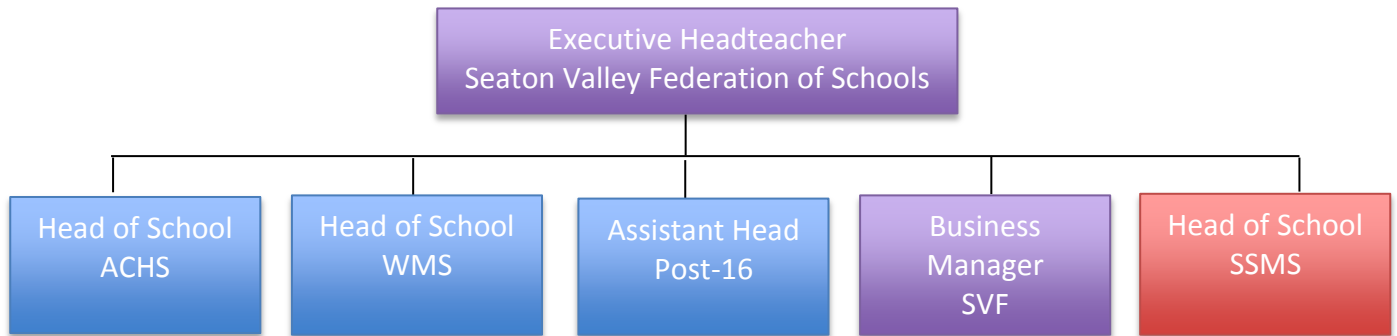 Executive Headteacher
Seaton Valley Federation of Schools
Head of School
ACHS
Head of School
WMS
Assistant Head
Post-16
Business
Manager
SVF
Head of School
SSMS